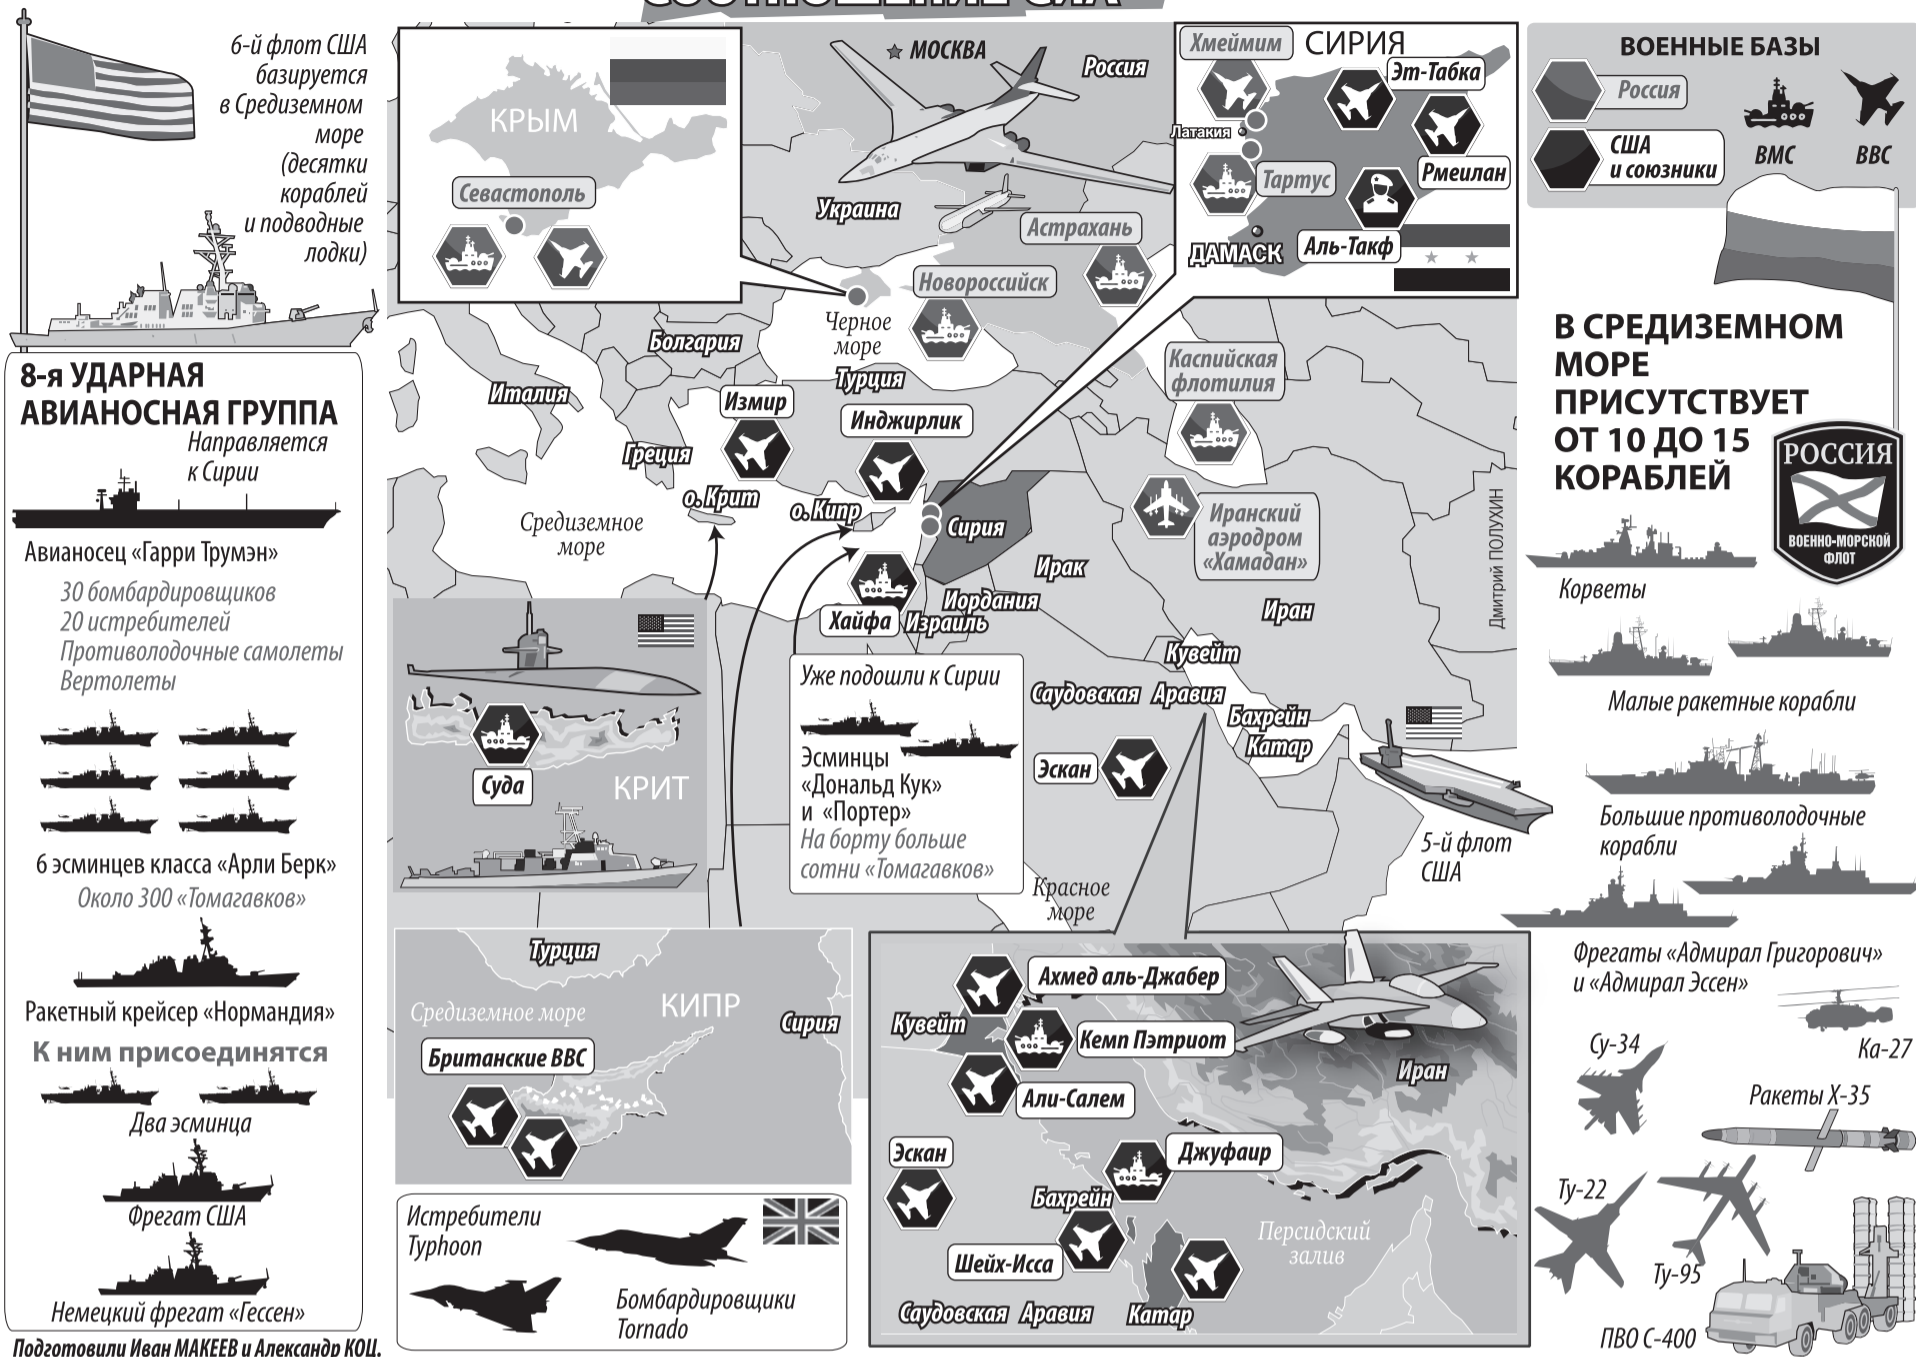 СООТНОШЕНИЕ СИЛ
6-й флот США
базируется
в Средиземном
море
(десятки
кораблей
и подводные
лодки)
8-я УДАРНАЯ
АВИАНОСНАЯ ГРУППА
Направляется
к Сирии
Авианосец «Гарри Трумэн»
30 бомбардировщиков
20 истребителей
Противолодочные самолеты
Вертолеты
6 эсминцев класса «Арли Берк»
Около 300 «Томагавков»
Ракетный крейсер «Нормандия»
К ним присоединятся
Два эсминца
Фрегат США
Немецкий фрегат «Гессен»
Подготовили Иван МАКЕЕВ и Александр КОЦ.
КРЫМ
Севастополь
МОСКВА
Россия
Украина
Астрахань
Новороссийск
Черное
море
Болгария
Турция
Италия
Измир
Инджирлик
Греция
о. Крит
о. Кипр
Средиземное
море
Сирия
Каспийская
флотилия
Иранский
аэродром
«Хамадан»
Ирак
Иордания
Иран
Хайфа
Израиль
Кувейт
Саудовская Аравия
Бахрейн
Катар
Эскан
5-й флот
США
Красное
море
Дмитрий ПОЛУХИН
Хмеймим
СИРИЯ
Эт-Табка
Латакия
Рмеилан
Тартус
ДАМАСК
Аль-Такф
Суда
КРИТ
Уже подошли к Сирии
Эсминцы
«Дональд Кук»
и «Портер»
На борту больше
сотни «Томагавков»
Турция
Средиземное море
КИПР
Сирия
Британские ВВС
Истребители
Typhoon
Бомбардировщики
Tornado
Ахмед аль-Джабер
Кувейт
Кемп Пэтриот
Али-Салем
Иран
Эскан
Джуфаир
Бахрейн
Шейх-Исса
Персидский
залив
Саудовская Аравия
Катар
ВОЕННЫЕ БАЗЫ
Россия
США
и союзники
ВМС
ВВС
В СРЕДИЗЕМНОМ
МОРЕ
ПРИСУТСТВУЕТ
ОТ 10 ДО 15
КОРАБЛЕЙ
РОССИЯ
ВОЕННО-МОРСКОЙ
ФЛОТ
Корветы
Малые ракетные корабли
Большие противолодочные
корабли
Фрегаты «Адмирал Григорович»
и «Адмирал Эссен»
Су-34
Ка-27
Ракеты Х-35
Ту-22
Ту-95
ПВО С-400